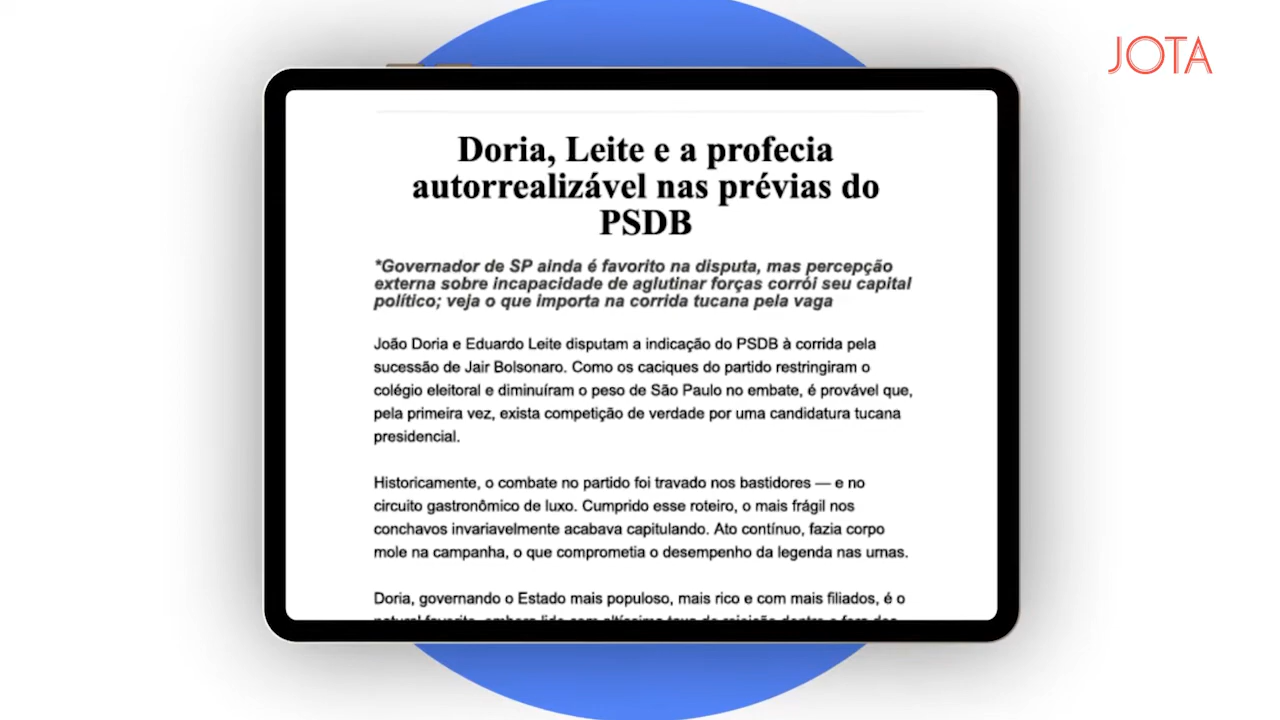 JOTA
Doria, Leite e a profecia
autorrealizável nas prévias do
PSDB
*Governador de SP ainda é favorito na disputa, mas percepção
externa sobre incapacidade de aglutinar forças corrói seu capital
político; veja o que importa na corrida tucana pela vaga
João Doria e Eduardo Leite disputam a indicação do PSDB à corrida pela
sucessão de Jair Bolsonaro. Como os caciques do partido restringiram o
colégio eleitoral e diminuíram o peso de São Paulo no embate, é provável que,
pela primeira vez, exista competição de verdade por uma candidatura tucana
presidencial.
Historicamente, o combate no partido foi travado nos bastidores — e no
circuito gastronômico de luxo. Cumprido esse roteiro, o mais frágil nos
conchavos invariavelmente acabava capitulando. Ato contínuo, fazia corpo
mole na campanha, o que comprometia o desempenho da legenda nas urnas.
Doria, governando o Estado mais populoso, mais rico e com mais filiados, é o